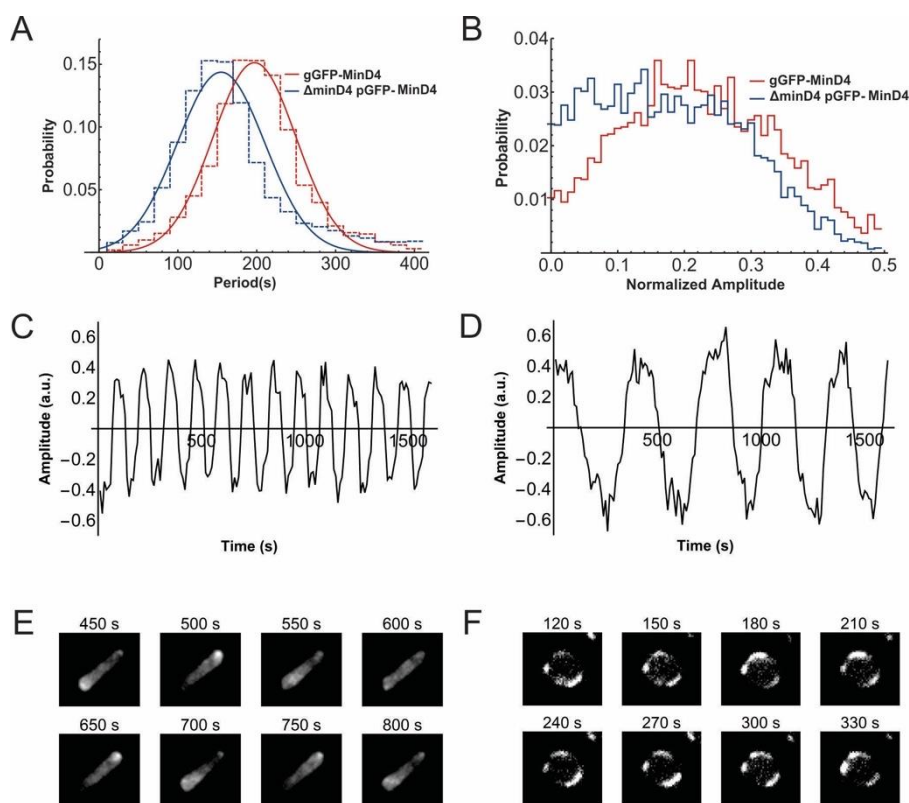 A
Probability
0.15
0.10
0.05
0
100
200
300
400
Period(s)
gGFP-MinD4
ΔminD4 pGFP-MinD4
B
Probability
0.04
0.03
0.02
0.01
0
0.0
0.1
0.2
0.3
0.4
0.5
Normalized Amplitude
gGFP-MinD4
ΔminD4 pGFP-MinD4
C
Amplitude (a.u.)
0.6
0.4
0.2
−0.2
−0.4
−0.6
500
1000
1500
Time (s)
D
Amplitude (a.u.)
0.6
0.4
0.2
−0.2
−0.4
−0.6
500
1000
1500
Time (s)
E
450 s 500 s 550 s 600 s
650 s 700 s 750 s 800 s
F
120 s 150 s 180 s 210 s
240 s 270 s 300 s 330 s